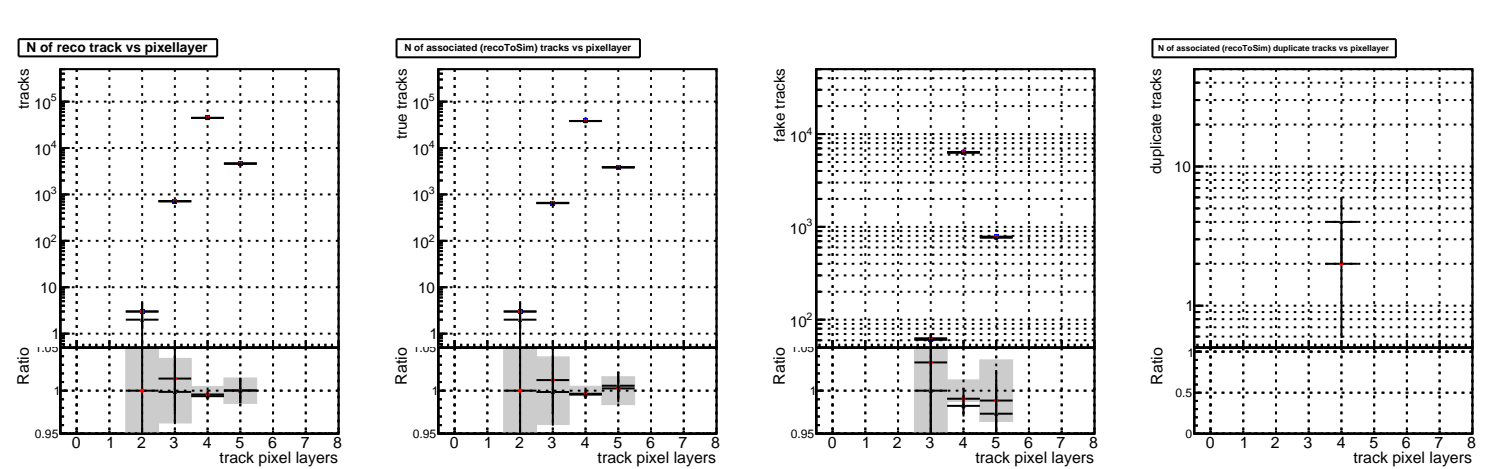 N of reco track vs pixellayer
tracks
10^5
10^4
10^3
10^2
10
1
Ratio
1.05
1
0.95
0 1 2 3 4 5 6 7 8
track pixel layers
N of associated (recoToSim) tracks vs pixellayer
true tracks
10^5
10^4
10^3
10^2
10
1
Ratio
1.05
1
0.95
0 1 2 3 4 5 6 7 8
track pixel layers
fake tracks
10^4
10^3
10^2
Ratio
1.05
1
0.95
0 1 2 3 4 5 6 7 8
track pixel layers
N of associated (recoToSim) duplicate tracks vs pixellayer
duplicate tracks
10
1
Ratio
1
0.5
0
0 1 2 3 4 5 6 7 8
track pixel layers